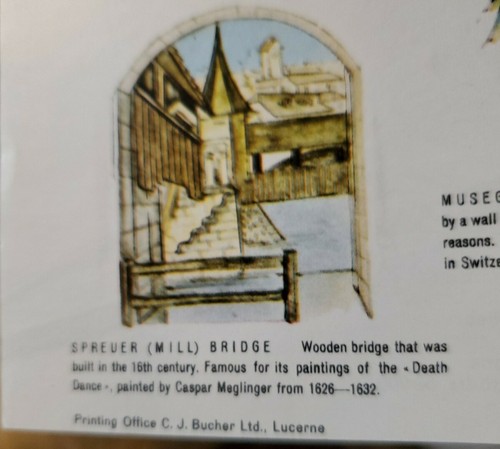 SPREUER (MILL) BRIDGE Wooden bridge that was
built in the 16th century. Famous for its paintings of the «Death
Dance», painted by Caspar Meglinger from 1626—1632.
Printing Office C. J. Bucher Ltd., Lucerne
MUSEG
by a wall
reasons.
in Switze